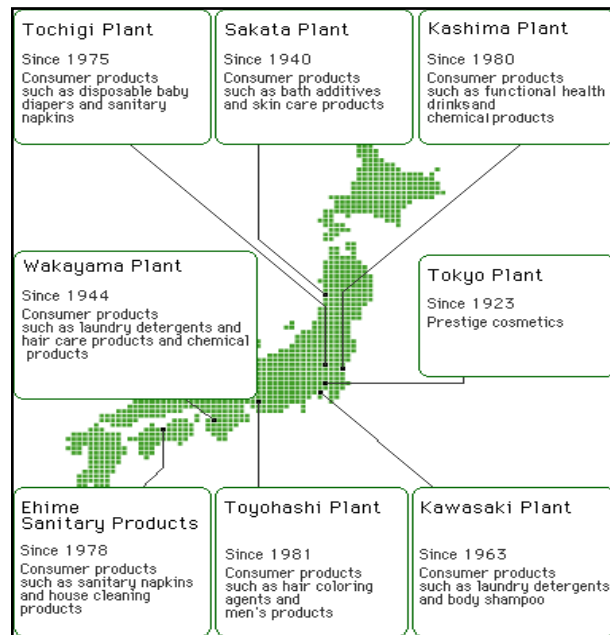 Tochigi Plant
Since 1975
Consumer products
such as disposable baby
diapers and sanitary
napkins
Sakata Plant
Since 1940
Consumer products
such as bath additives
and skin care products
Kashima Plant
Since 1980
Consumer products
such as functional health
drinks and
chemical products
Wakayama Plant
Since 1944
Consumer products
such as laundry detergents and
hair care products and chemical
products
Tokyo Plant
Since 1923
Prestige cosmetics
Ehime
Sanitary Products
Since 1978
Consumer products
such as sanitary napkins
and house cleaning
products
Toyohashi Plant
Since 1981
Consumer products
such as hair coloring
agents and
men's products
Kawasaki Plant
Since 1963
Consumer products
such as laundry detergents
and body shampoo